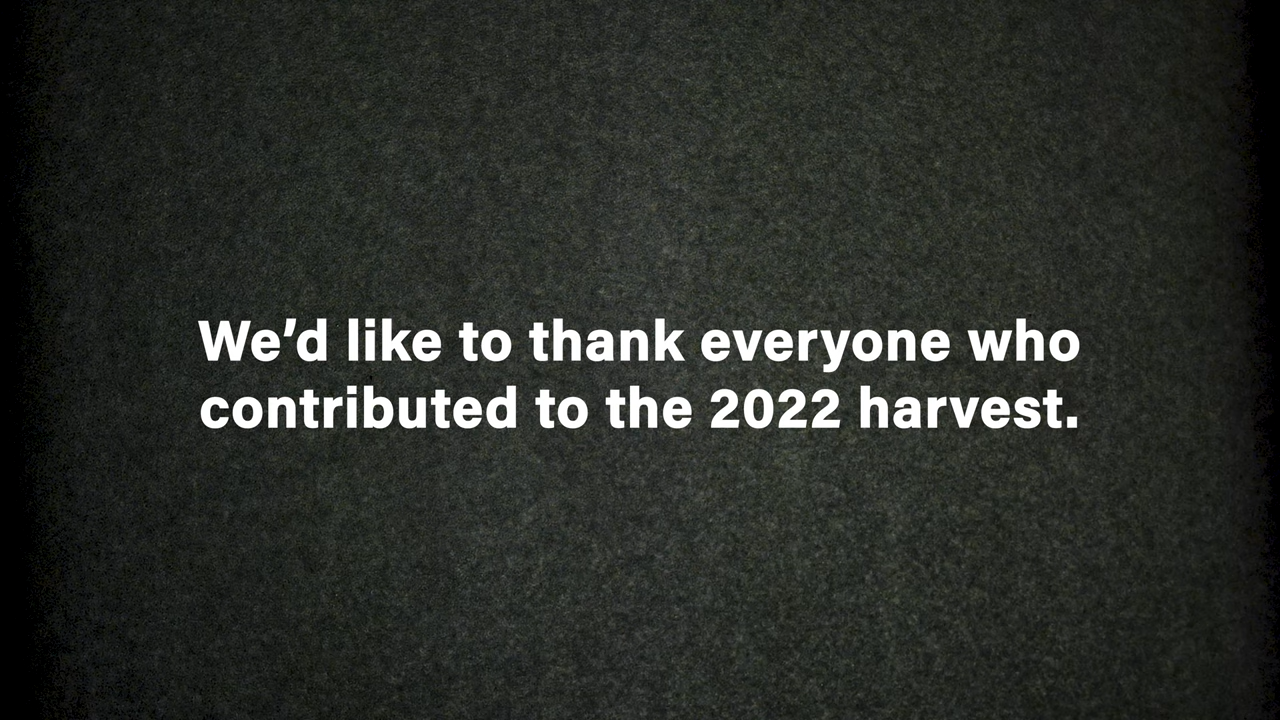 We’d like to thank everyone who
contributed to the 2022 harvest.